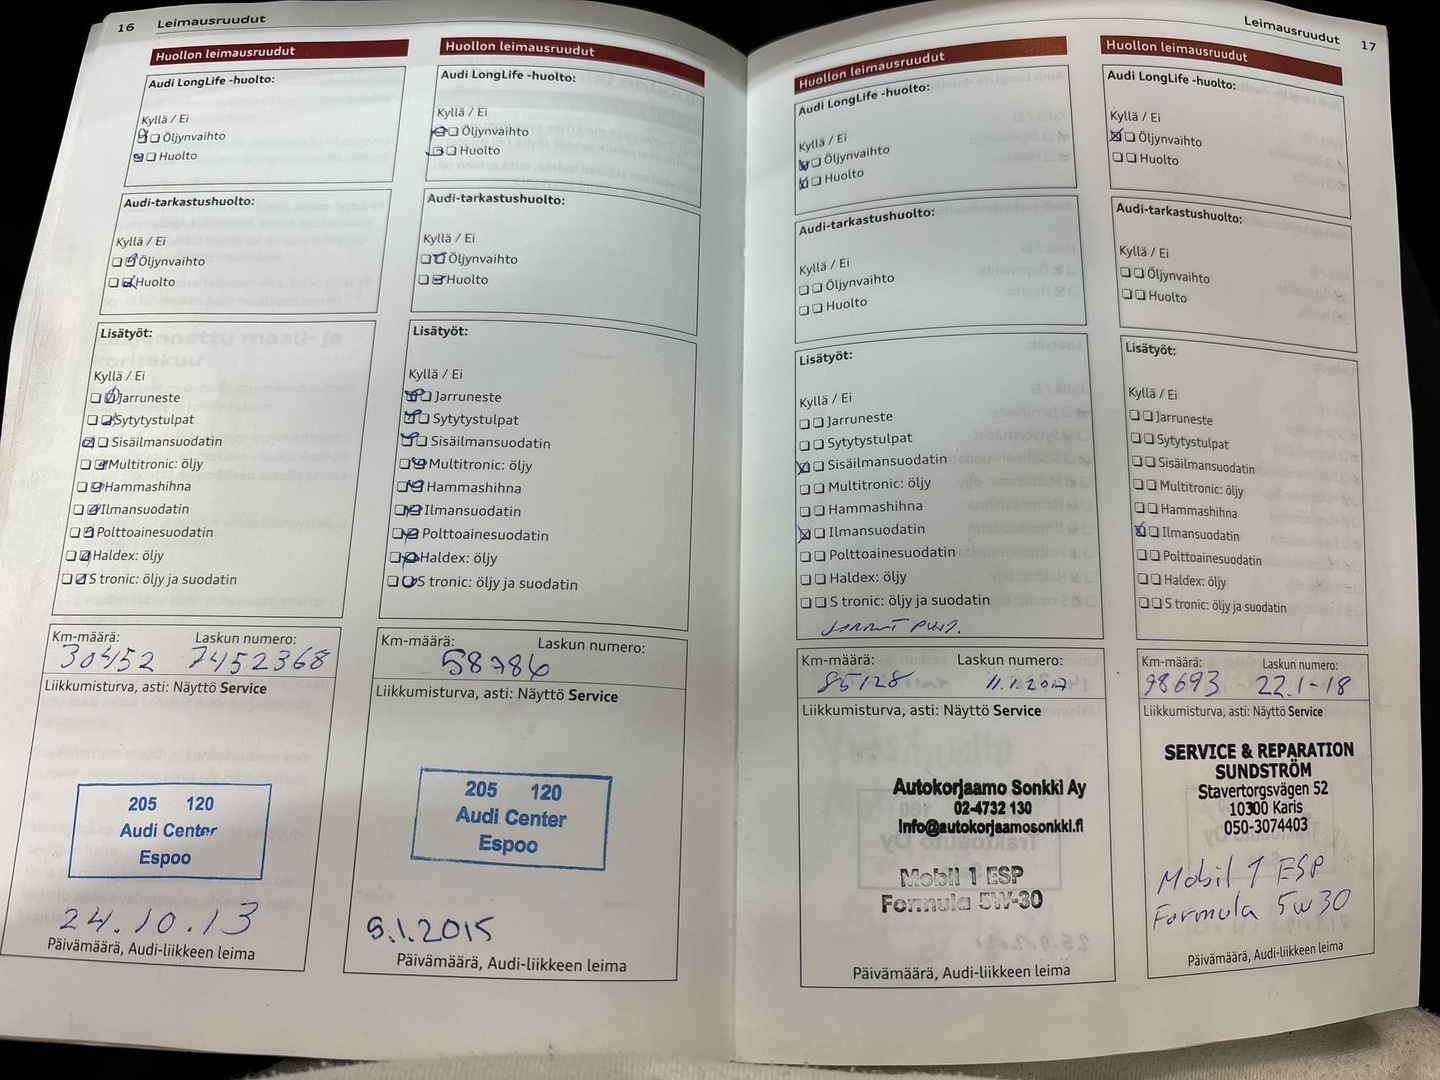 16 Leimausruudut
Huollon leimausruudut
Audi LongLife -huolto:
Kyllä / Ei
Öljynvaihto
Huolto
Audi-tarkastushuolto:
Kyllä / Ei
Öljynvaihto
Huolto
Lisätyöt:
Kyllä / Ei
Jarruneste
Sytytystulpat
Sisäilmansuodatin
Multitronic: öljy
Hammashihna
Ilmansuodatin
Polttoainesuodatin
Haldex: öljy
S tronic: öljy ja suodatin
Km-määrä: Laskun numero:
30452 7452368
Liikkumisturva, asti: Näyttö Service
205 120
Audi Center
Espoo
24.10.13
Päivämäärä, Audi-liikkeen leima
Huollon leimausruudut
Audi LongLife -huolto:
Kyllä / Ei
Öljynvaihto
Huolto
Audi-tarkastushuolto:
Kyllä / Ei
Öljynvaihto
Huolto
Lisätyöt:
Kyllä / Ei
Jarruneste
Sytytystulpat
Sisäilmansuodatin
Multitronic: öljy
Hammashihna
Ilmansuodatin
Polttoainesuodatin
Haldex: öljy
S tronic: öljy ja suodatin
Km-määrä: Laskun numero:
58786
Liikkumisturva, asti: Näyttö Service
205 120
Audi Center
Espoo
9.1.2015
Päivämäärä, Audi-liikkeen leima
Leimausruudut 17
Huollon leimausruudut
Audi LongLife -huolto:
Kyllä / Ei
Öljynvaihto
Huolto
Audi-tarkastushuolto:
Kyllä / Ei
Öljynvaihto
Huolto
Lisätyöt:
Kyllä / Ei
Jarruneste
Sytytystulpat
Sisäilmansuodatin
Multitronic: öljy
Hammashihna
Ilmansuodatin
Polttoainesuodatin
Haldex: öljy
S tronic: öljy ja suodatin
Km-määrä: Laskun numero:
85128 11.1.2017
Liikkumisturva, asti: Näyttö Service
Autokorjaamo Sonkki Ay
02-4732 130
info@autokorjaamosonkki.fi
Mobil 1 ESP
Formula 5W-30
Päivämäärä, Audi-liikkeen leima
Huollon leimausruudut
Audi LongLife -huolto:
Kyllä / Ei
Öljynvaihto
Huolto
Audi-tarkastushuolto:
Kyllä / Ei
Öljynvaihto
Huolto
Lisätyöt:
Kyllä / Ei
Jarruneste
Sytytystulpat
Sisäilmansuodatin
Multitronic: öljy
Hammashihna
Ilmansuodatin
Polttoainesuodatin
Haldex: öljy
S tronic: öljy ja suodatin
Km-määrä: Laskun numero:
98693 22.1-18
Liikkumisturva, asti: Näyttö Service
SERVICE & REPARATION
SUNDSTRÖM
Stavertorgsvägen 52
10300 Karis
050-3074403
Mobil 1 ESP
Formula 5w30
Päivämäärä, Audi-liikkeen leima